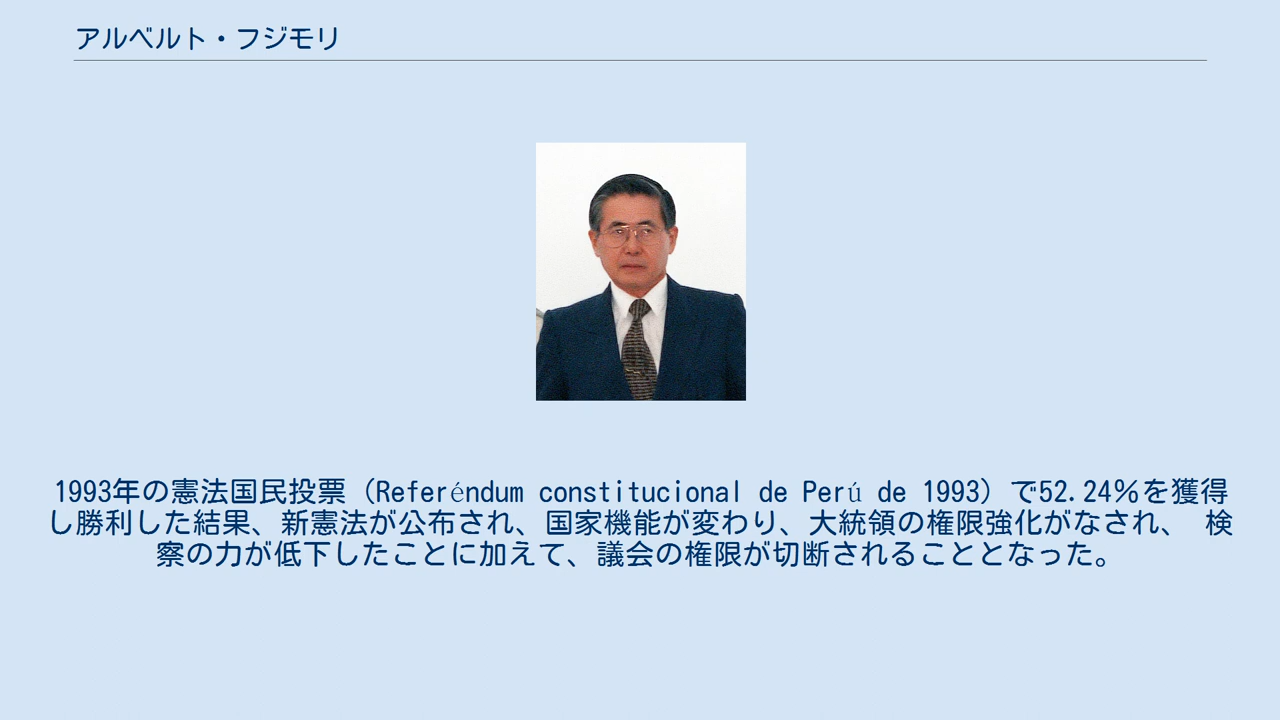 アルベルト・フジモリ
1993年の憲法国民投票（Referéndum constitucional de Perú de 1993）で52.24％を獲得
し勝利した結果、新憲法が公布され、国家機能が変わり、大統領の権限強化がなされ、 検
察の力が低下したことに加えて、議会の権限が切断されることとなった。